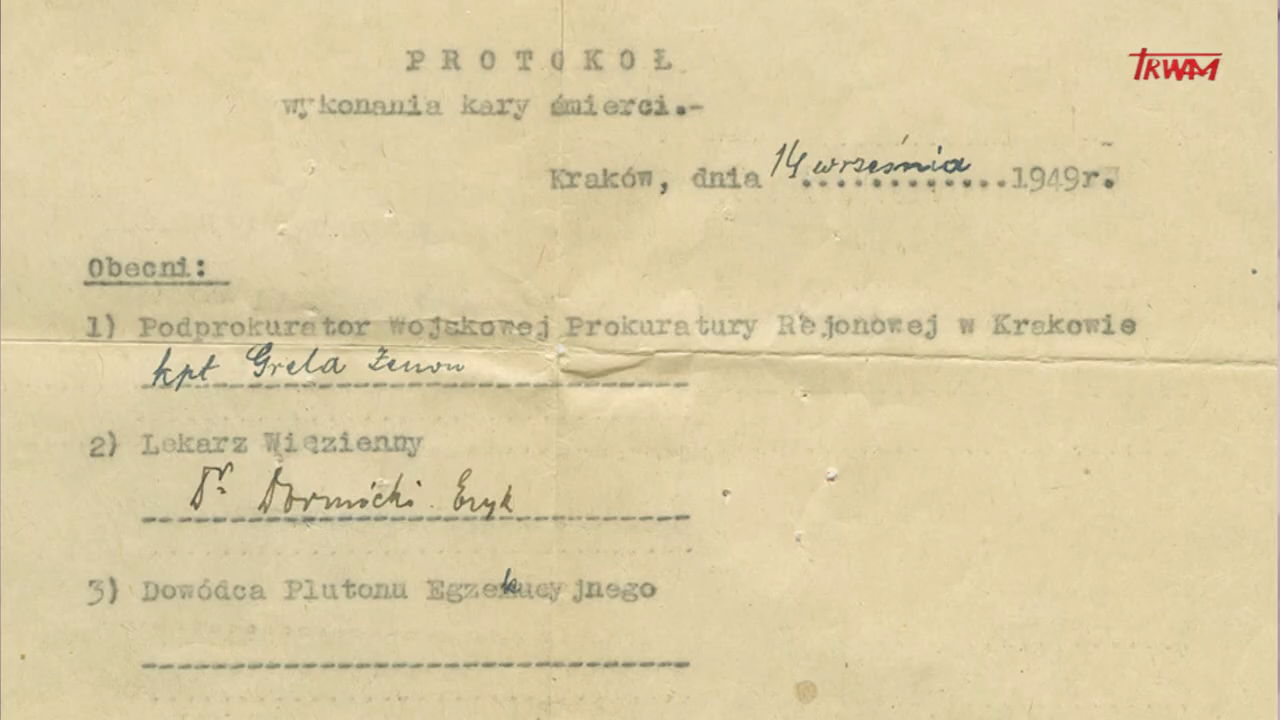 PROTOKOŁ
TRWAM
wykonania kary śmierci.-
Kraków, dnia 14 września 1949r.
Obecni:
1) Podprokurator Wojskowej Prokuratury Rejonowej w Krakowie
kpt Grela Zenon
2) Lekarz Więzienny
Dr Dormicki Eryk
3) Dowódca Plutonu Egzekucyjnego